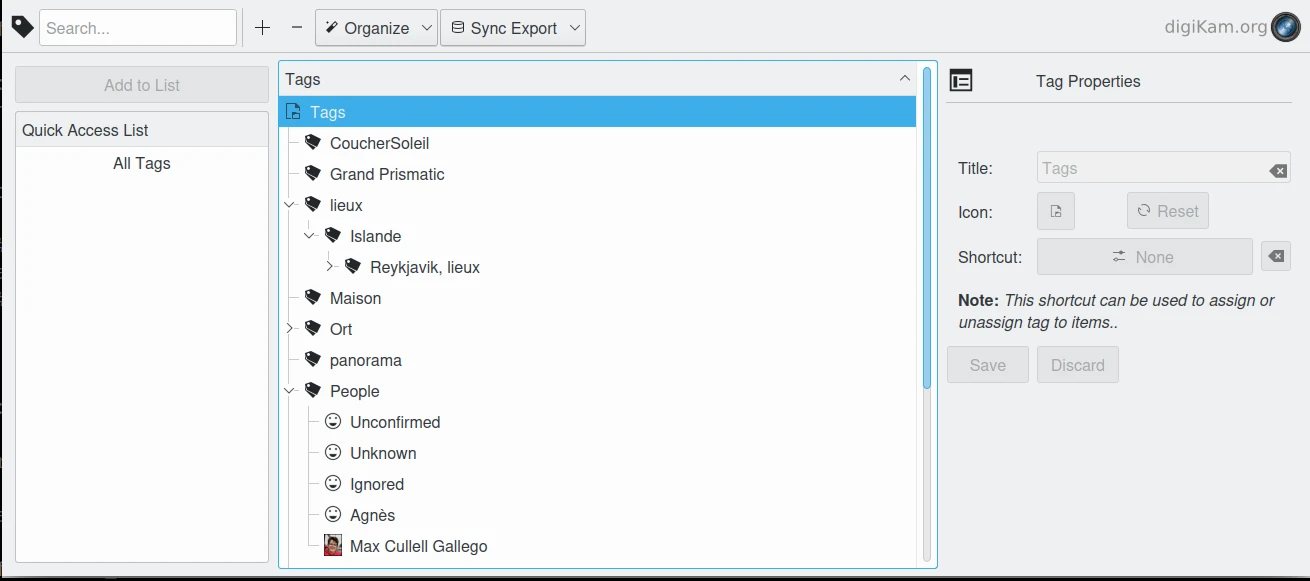 Search...
Organize
Sync Export
digiKam.org
Add to List
Quick Access List
All Tags
Tags
Tags
CoucherSoleil
Grand Prismatic
lieux
Islande
Reykjavik, lieux
Maison
Ort
panorama
People
Unconfirmed
Unknown
Ignored
Agnès
Max Cullell Gallego
Tag Properties
Title: Tags
Icon: Reset
Shortcut: None
Note: This shortcut can be used to assign or
unassign tag to items..
Save Discard